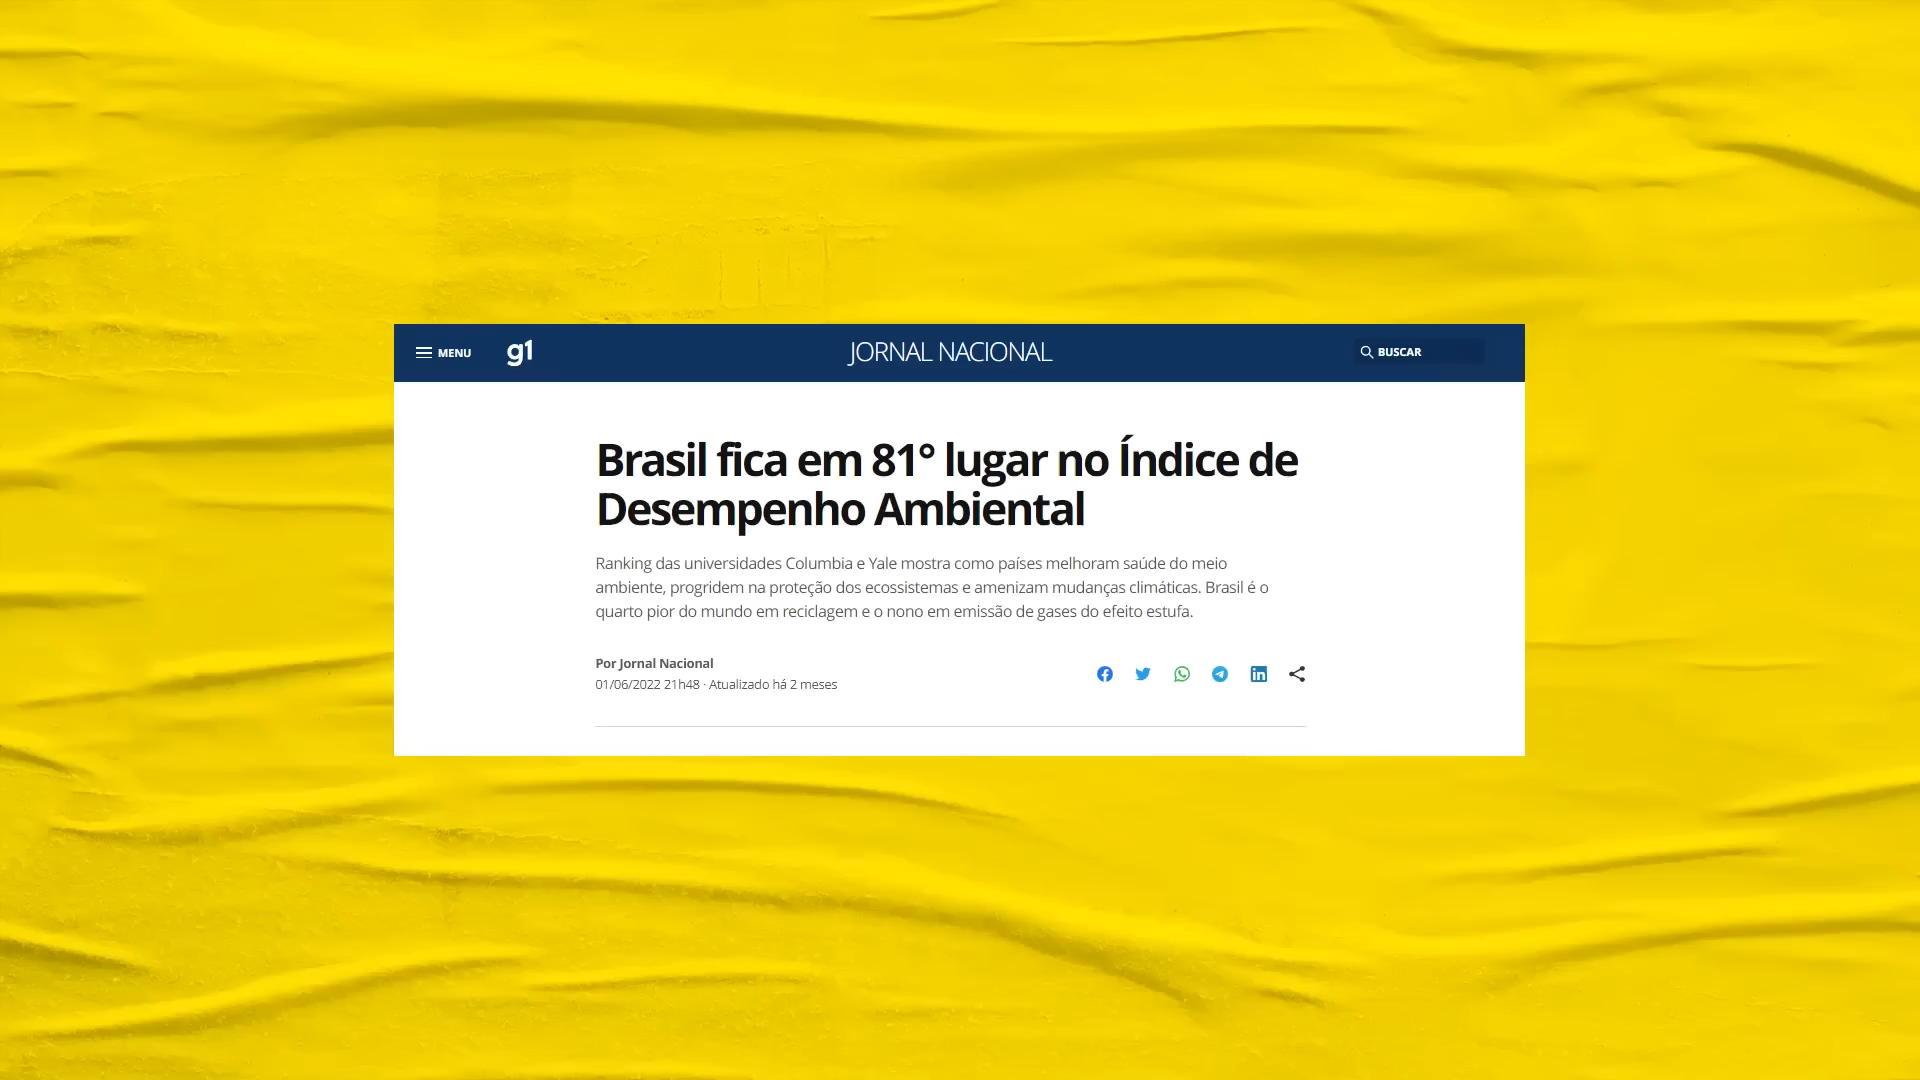 MENU
g1
JORNAL NACIONAL
BUSCAR
Brasil fica em 81° lugar no Índice de
Desempenho Ambiental
Ranking das universidades Columbia e Yale mostra como países melhoram saúde do meio
ambiente, progridem na proteção dos ecossistemas e amenizam mudanças climáticas. Brasil é o
quarto pior do mundo em reciclagem e o nono em emissão de gases do efeito estufa.
Por Jornal Nacional
01/06/2022 21h48 · Atualizado há 2 meses